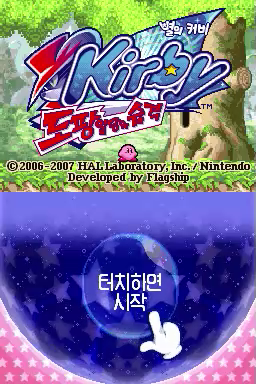 별의 커비
Kirby
TM
도팡일당의 습격
©2006-2007 HAL Laboratory, Inc. / Nintendo
Developed by Flagship
터치하면
시작